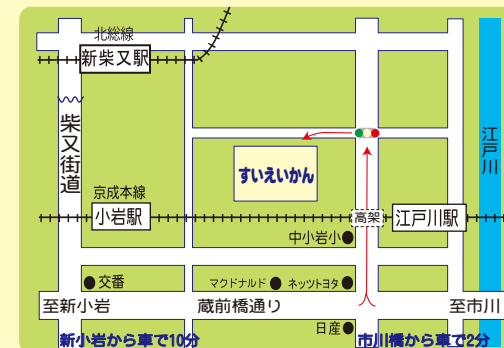 北総線
新柴又駅
柴又街道
江戸川
すいえいかん
京成本線
小岩駅
高架
江戸川駅
中小岩小
交番
マクドナルド
ネッツトヨタ
至新小岩
蔵前橋通り
至市川
日産
新小岩から車で10分
市川橋から車で2分